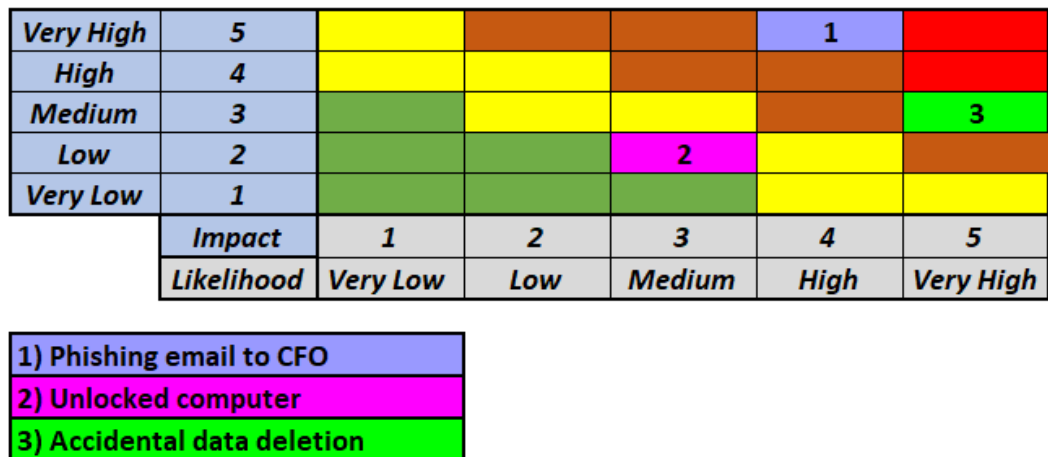 Very High 5 1
High 4
Medium 3 3
Low 2 2
Very Low 1
Impact 1 2 3 4 5
Likelihood Very Low Low Medium High Very High
1) Phishing email to CFO
2) Unlocked computer
3) Accidental data deletion